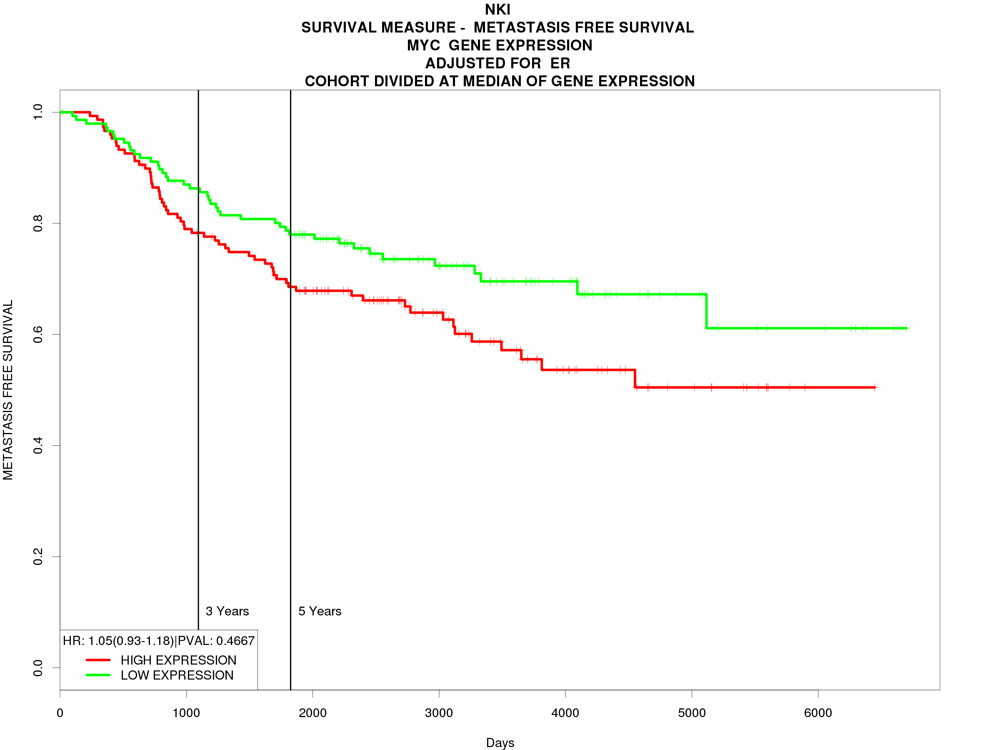 NKI
SURVIVAL MEASURE - METASTASIS FREE SURVIVAL
MYC GENE EXPRESSION
ADJUSTED FOR ER
COHORT DIVIDED AT MEDIAN OF GENE EXPRESSION
METASTASIS FREE SURVIVAL
1.0
0.8
0.6
0.4
0.2
0.0
3 Years
5 Years
HR: 1.05(0.93-1.18)|PVAL: 0.4667
HIGH EXPRESSION
LOW EXPRESSION
0 1000 2000 3000 4000 5000 6000
Days